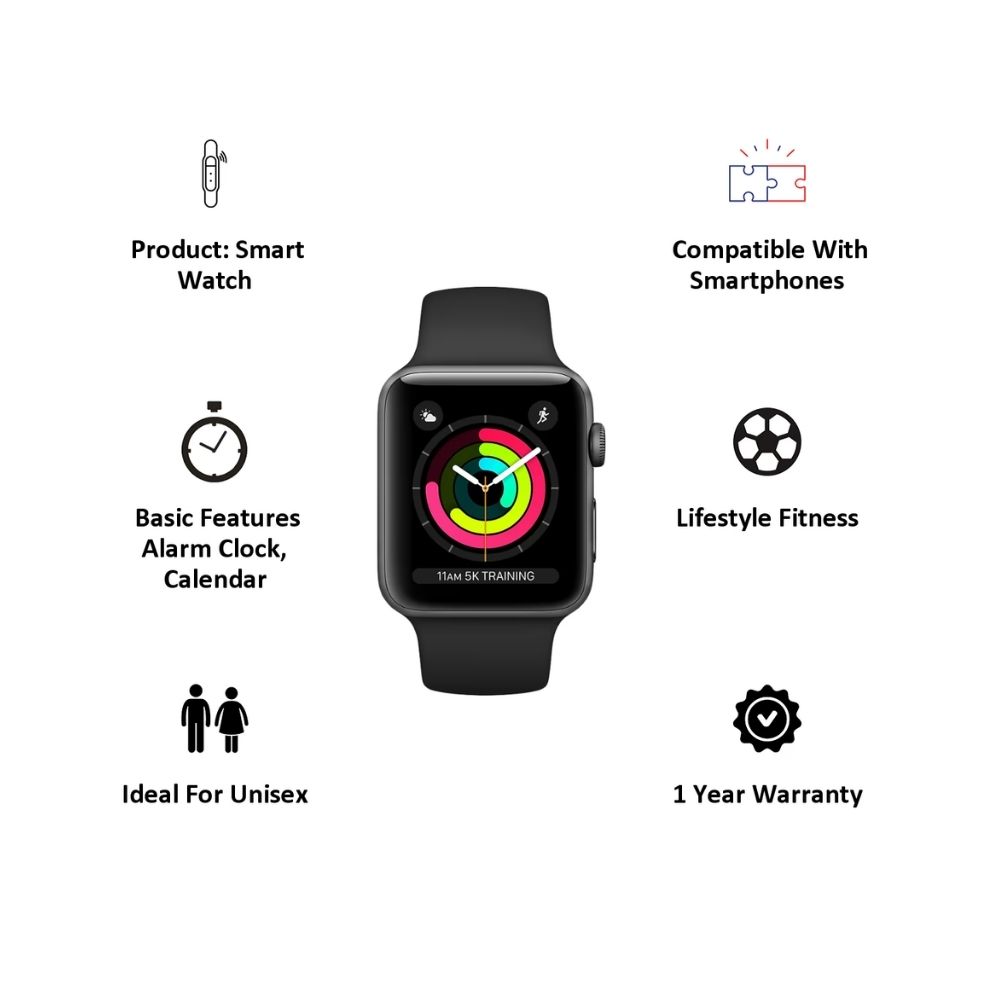 Product: Smart
Watch
Compatible With
Smartphones
Basic Features
Alarm Clock,
Calendar
Lifestyle Fitness
11AM 5K TRAINING
Ideal For Unisex
1 Year Warranty